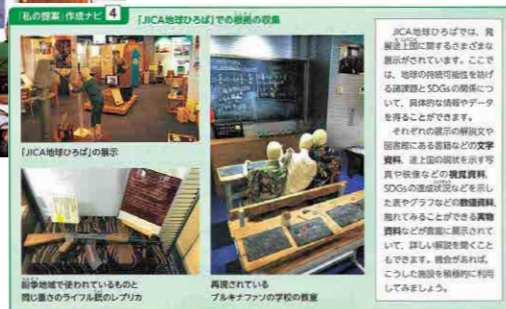 「私の提案」作成ナビ 4 「JICA地球ひろば」での根拠の収集
「JICA地球ひろば」の展示
紛争地域で使われているものと
同じ重さのライフル銃のレプリカ
再現されている
ブルキナファソの学校の教室
JICA地球ひろばでは、発
展途上国に関するさまざまな
展示がされています。ここで
は、地球の持続可能性を妨げ
る諸課題とSDGsの関係につ
いて、具体的な情報やデータ
を得ることができます。
それぞれの展示の解説文や
図書館にある書籍などの文字
資料、途上国の現状を示す写
真や映像などの視覚資料、
SDGsの達成状況などを示し
た表やグラフなどの数値資料、
触れてみることができる実物
資料などが豊富に展示されて
いて、詳しい解説を聞くこと
もできます。機会があれば、
こうした施設を積極的に利用
してみましょう。